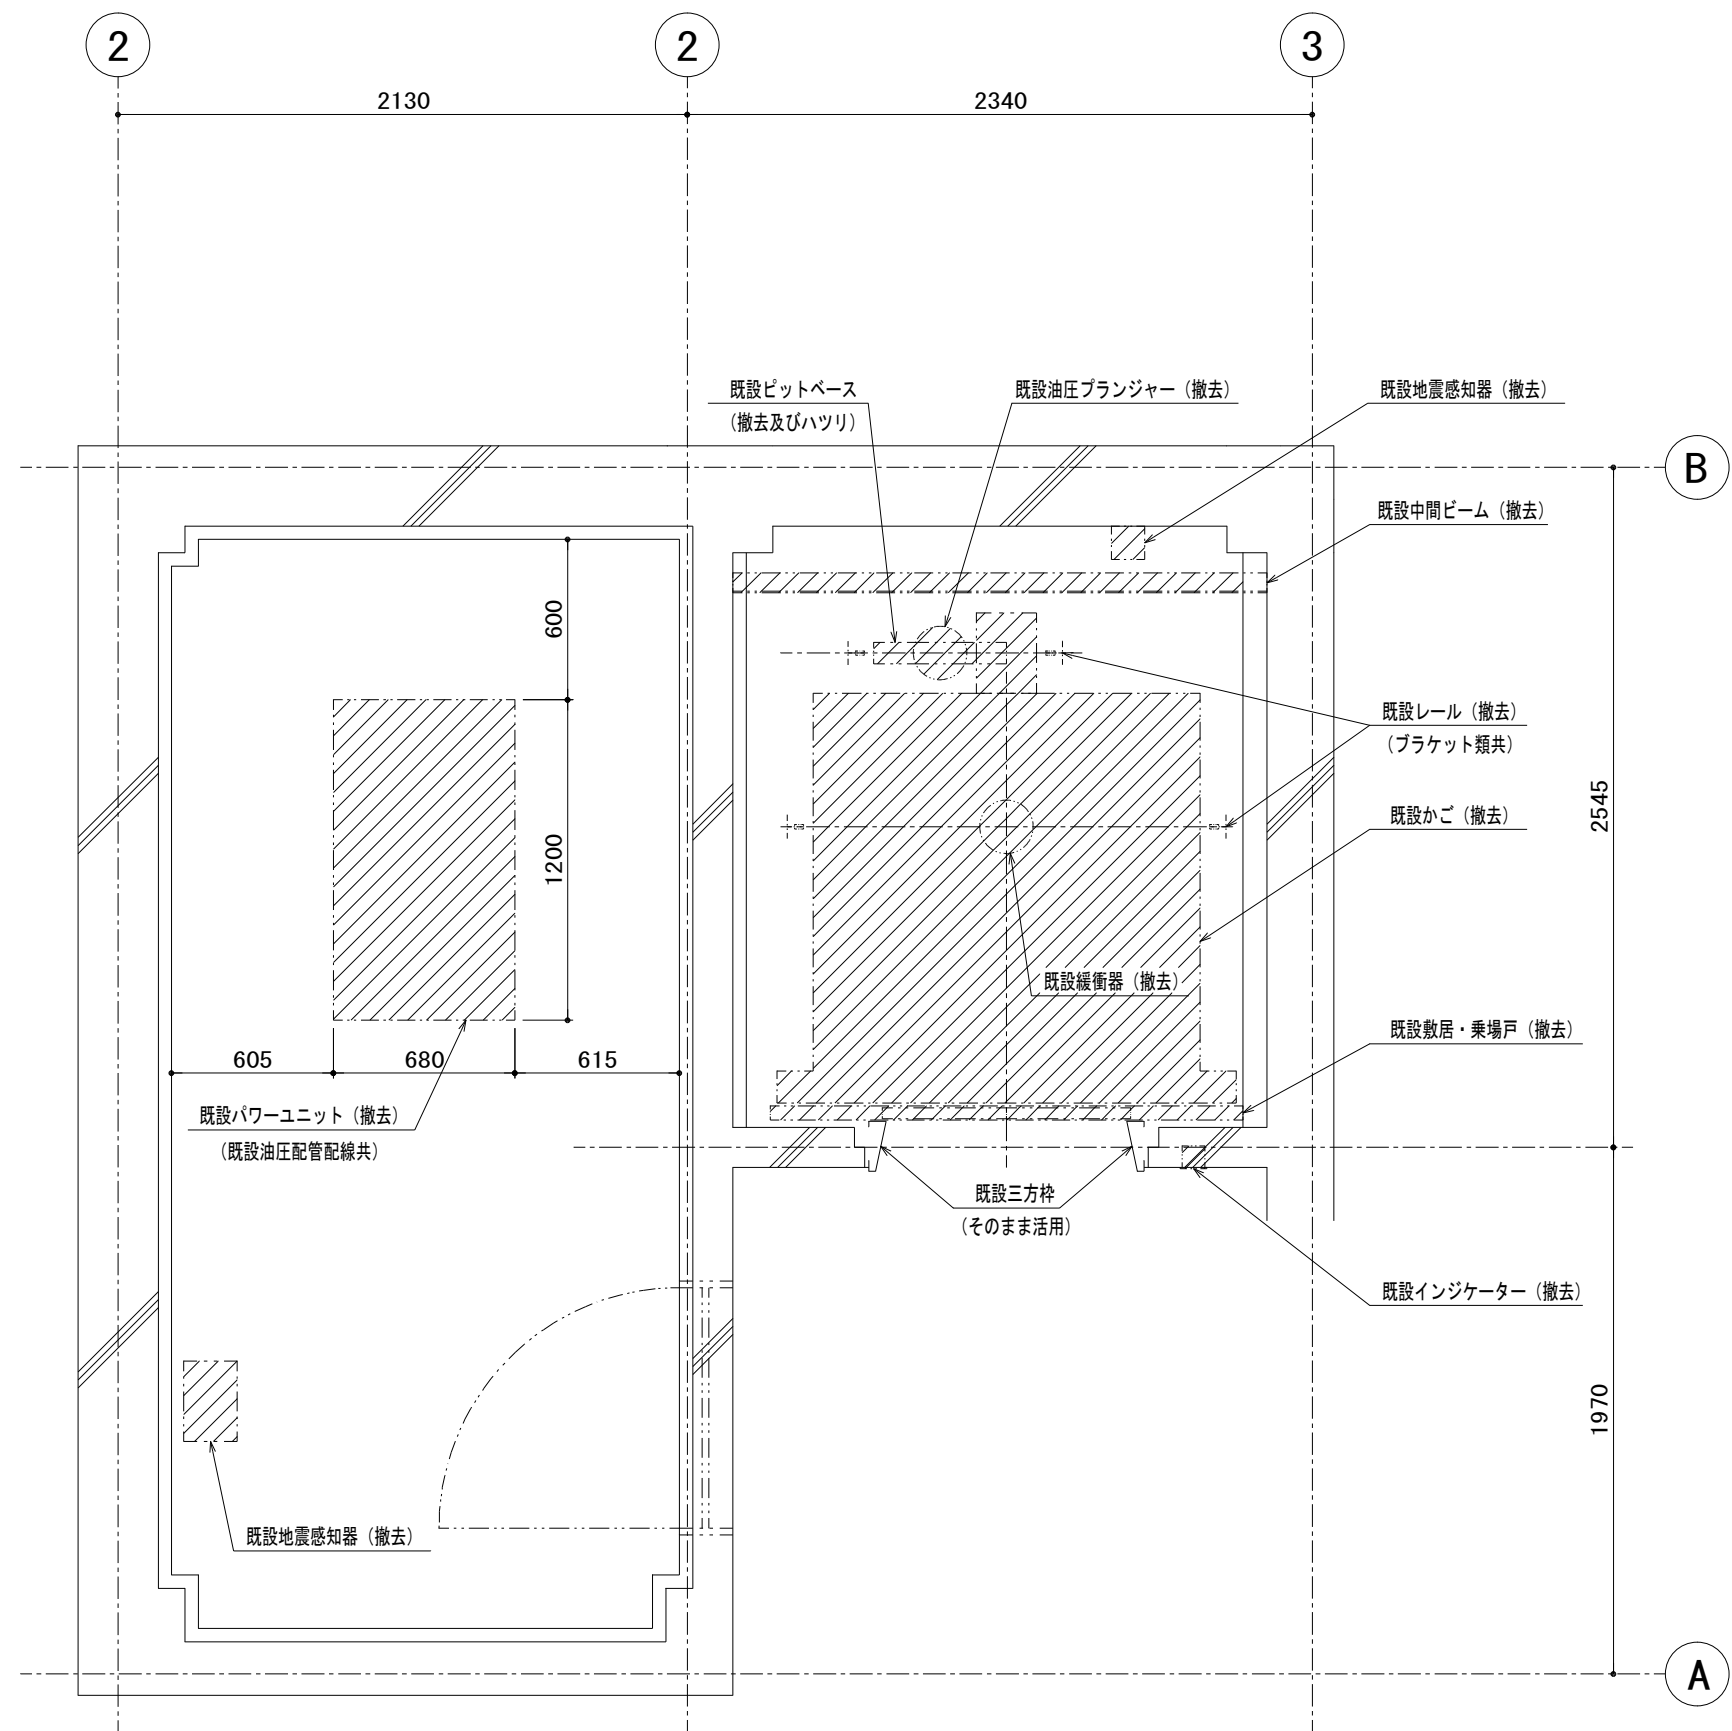 2
2
3
2130
2340
既設ピットベース
（撤去及びハツリ）
既設油圧プランジャー（撤去）
既設地震感知器（撤去）
B
既設中間ビーム（撤去）
600
既設レール（撤去）
（ブラケット類共）
2545
既設かご（撤去）
1200
既設緩衝器（撤去）
既設敷居・乗場戸（撤去）
605
680
615
既設パワーユニット（撤去）
（既設油圧配管配線共）
既設三方枠
（そのまま活用）
既設インジケーター（撤去）
1970
既設地震感知器（撤去）
A